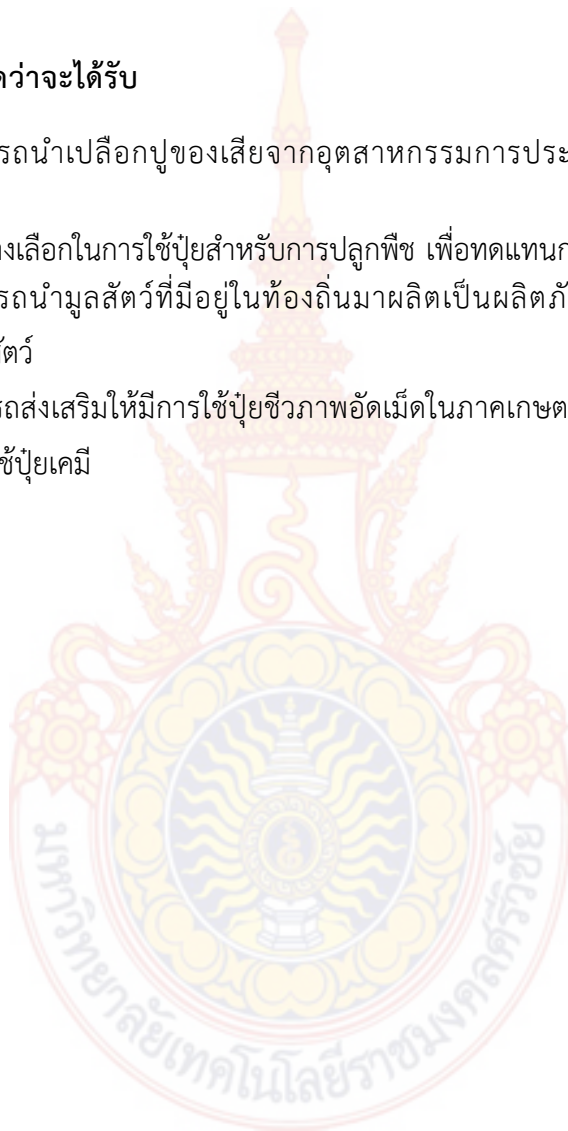 ดว่าจะได้รับ
รถนำเปลือกปูของเสียจากอุตสาหกรรมการประ
งเลือกในการใช้ปุ๋ยสำหรับการปลูกพืช เพื่อทดแทนก
รถนำมูลสัตว์ที่มีอยู่ในท้องถิ่นมาผลิตเป็นผลิตภั
ัตว์
รถส่งเสริมให้มีการใช้ปุ๋ยชีวภาพอัดเม็ดในภาคเกษต
ช้ปุ๋ยเคมี
มหาวิทยาลัยเทคโนโลยีราชมงคลศรีวิชัย